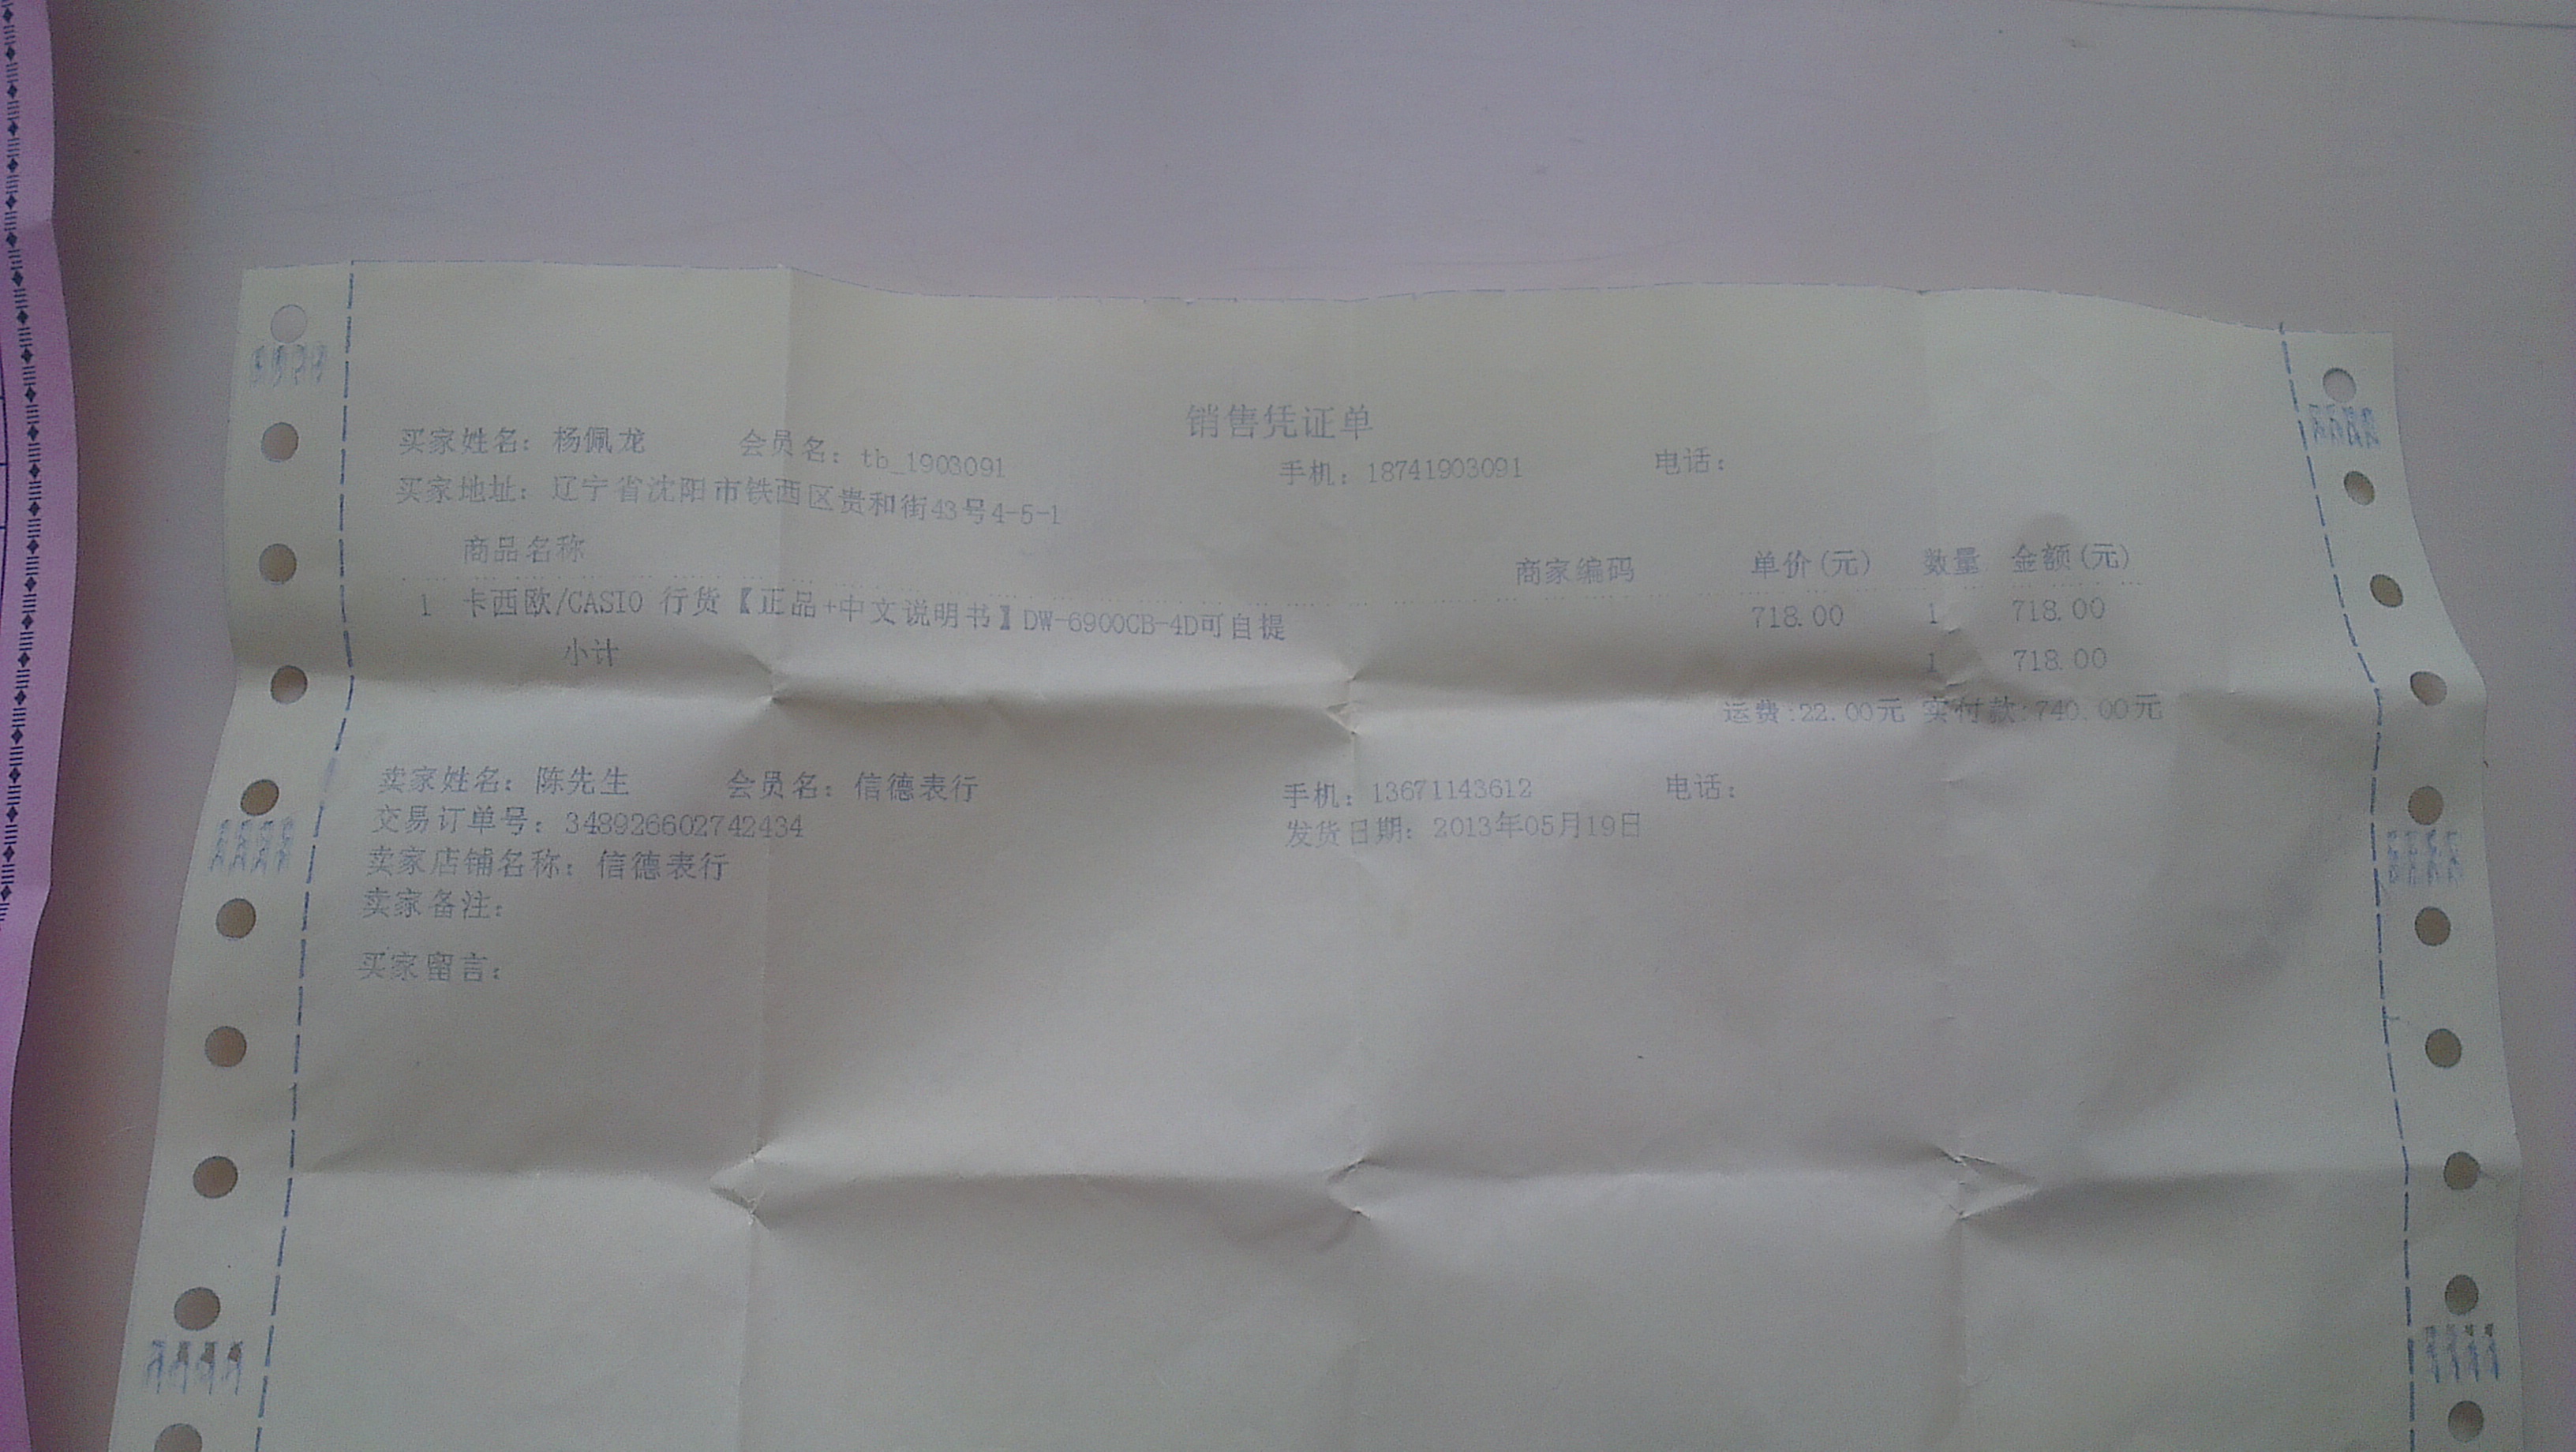 销售凭证单
买家姓名：杨佩龙 会员名：tb_1903091 手机：18741903091 电话：
买家地址：辽宁省沈阳市铁西区贵和街43号4-5-1
商品名称 商家编码 单价(元) 数量 金额(元)
1 卡西欧/CASIO 行货【正品+中文说明书】DW-6900CB-4D可自提 718.00 1 718.00
小计 1 718.00
运费:22.00元 实付款:740.00元
卖家姓名：陈先生 会员名：信德表行 手机：13671143612 电话：
交易订单号：348926602742434 发货日期：2013年05月19日
卖家店铺名称：信德表行
卖家备注：
买家留言：